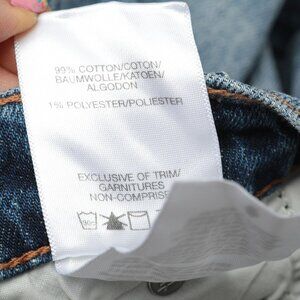 99% COTTON/COTON/
BAUMWOLLE/KATOEN/
ALGODON
1% POLYESTER/POLIESTER
EXCLUSIVE OF TRIM/
GARNITURES
NON-COMPRISE